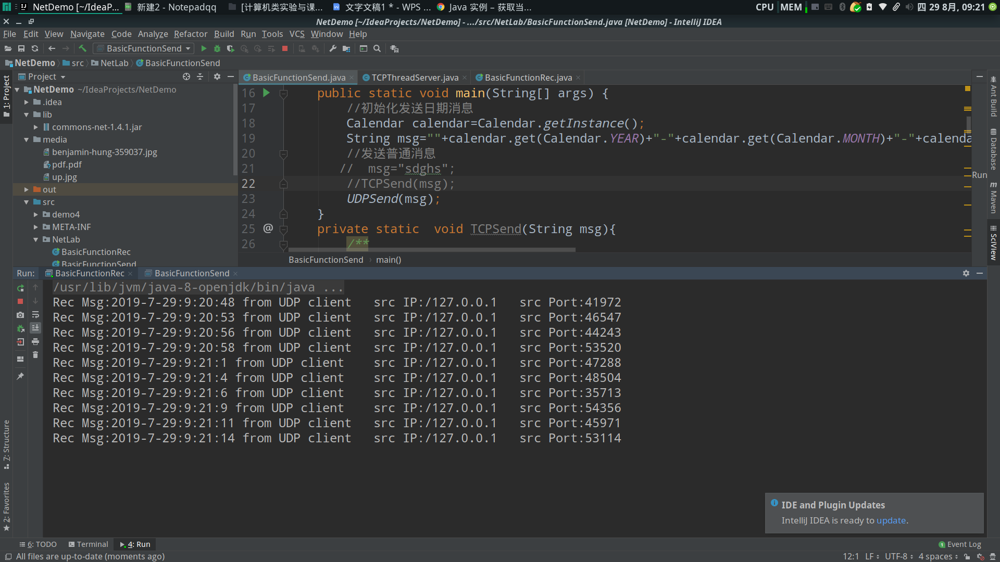 NetDemo [~/IdeaP...
新建2 - Notepadqq
[计算机类实验与课...
文字文稿1 * - WPS ...
Java 实例 – 获取当...
CPU MEM
四 29 8月, 09:21
NetDemo [~/IdeaProjects/NetDemo] - .../src/NetLab/BasicFunctionSend.java [NetDemo] - IntelliJ IDEA
File Edit View Navigate Code Analyze Refactor Build Run Tools VCS Window Help
BasicFunctionSend
NetDemo src NetLab BasicFunctionSend
1: Project
Project
NetDemo ~/IdeaProjects/NetDemo
.idea
lib
commons-net-1.4.1.jar
media
benjamin-hung-359037.jpg
pdf.pdf
up.jpg
out
src
demo4
META-INF
NetLab
BasicFunctionRec
BasicFunctionSend
BasicFunctionSend.java
TCPThreadServer.java
BasicFunctionRec.java
16 public static void main(String[] args) {
17 //初始化发送日期消息
18 Calendar calendar=Calendar.getInstance();
19 String msg=""+calendar.get(Calendar.YEAR)+"-"+calendar.get(Calendar.MONTH)+"-"+calenda
20 //发送普通消息
21 // msg="sdghs";
22 //TCPSend(msg);
23 UDPSend(msg);
24 }
25 @ private static void TCPSend(String msg){
26 /**
BasicFunctionSend › main()
Run
Ant Build
Database
m Maven
SciView
Run: BasicFunctionRec BasicFunctionSend
/usr/lib/jvm/java-8-openjdk/bin/java ...
Rec Msg:2019-7-29:9:20:48 from UDP client src IP:/127.0.0.1 src Port:41972
Rec Msg:2019-7-29:9:20:53 from UDP client src IP:/127.0.0.1 src Port:46547
Rec Msg:2019-7-29:9:20:56 from UDP client src IP:/127.0.0.1 src Port:44243
Rec Msg:2019-7-29:9:20:58 from UDP client src IP:/127.0.0.1 src Port:53520
Rec Msg:2019-7-29:9:21:1 from UDP client src IP:/127.0.0.1 src Port:47288
Rec Msg:2019-7-29:9:21:4 from UDP client src IP:/127.0.0.1 src Port:48504
Rec Msg:2019-7-29:9:21:6 from UDP client src IP:/127.0.0.1 src Port:35713
Rec Msg:2019-7-29:9:21:9 from UDP client src IP:/127.0.0.1 src Port:54356
Rec Msg:2019-7-29:9:21:11 from UDP client src IP:/127.0.0.1 src Port:45971
Rec Msg:2019-7-29:9:21:14 from UDP client src IP:/127.0.0.1 src Port:53114
7: Structure
2: Favorites
IDE and Plugin Updates
IntelliJ IDEA is ready to update.
6: TODO Terminal 4: Run
1 Event Log
All files are up-to-date (moments ago)
12:1 LF UTF-8 4 spaces